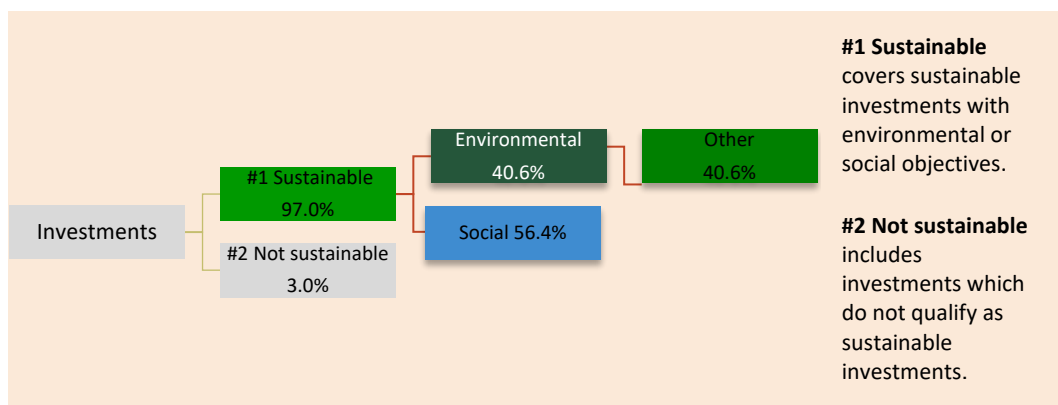 Investments
#1 Sustainable
97.0%
#2 Not sustainable
3.0%
Environmental
40.6%
Social 56.4%
Other
40.6%
#1 Sustainable
covers sustainable
investments with
environmental or
social objectives.
#2 Not sustainable
includes
investments which
do not qualify as
sustainable
investments.